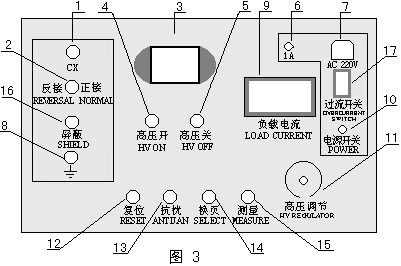 1
4
3
5
9
6
7
2
CX
1A
AC 220V
17
反接 正接
REVERSAL NORMAL
16
过流开关
OVERCURRENT
SWITCH
屏蔽
SHIELD
高压开
HV ON
高压关
HV OFF
负载电流
LOAD CURRENT
10
电源开关
POWER
8
11
高压调节
HV REGULATOR
复位
RESET
抗扰
ANTIJAN
换页
SELECT
测量
MEASURE
12
13
14
15
图 3